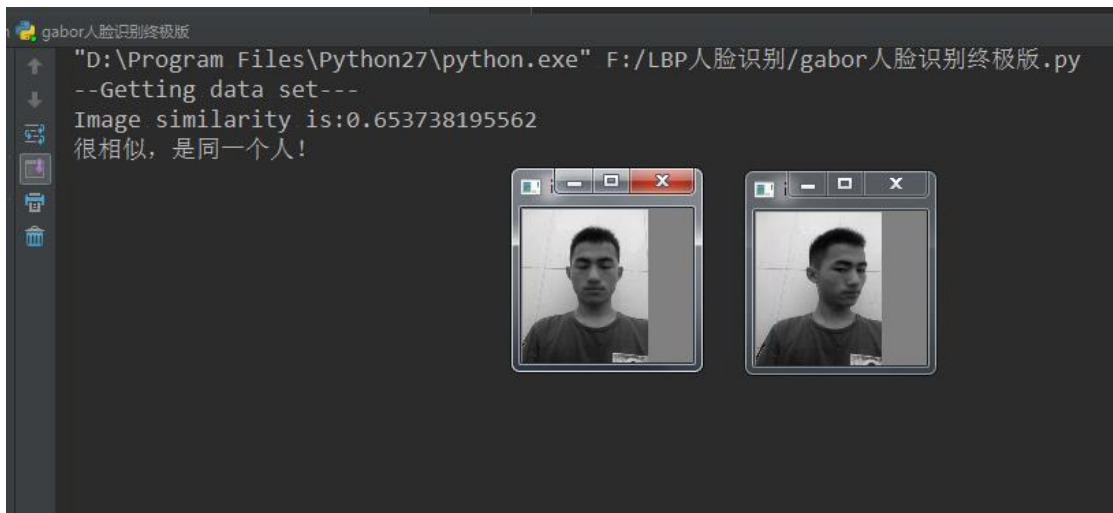 gabor人脸识别终极版
"D:\Program Files\Python27\python.exe" F:/LBP人脸识别/gabor人脸识别终极版.py
--Getting data set---
Image similarity is:0.653738195562
很相似，是同一个人!